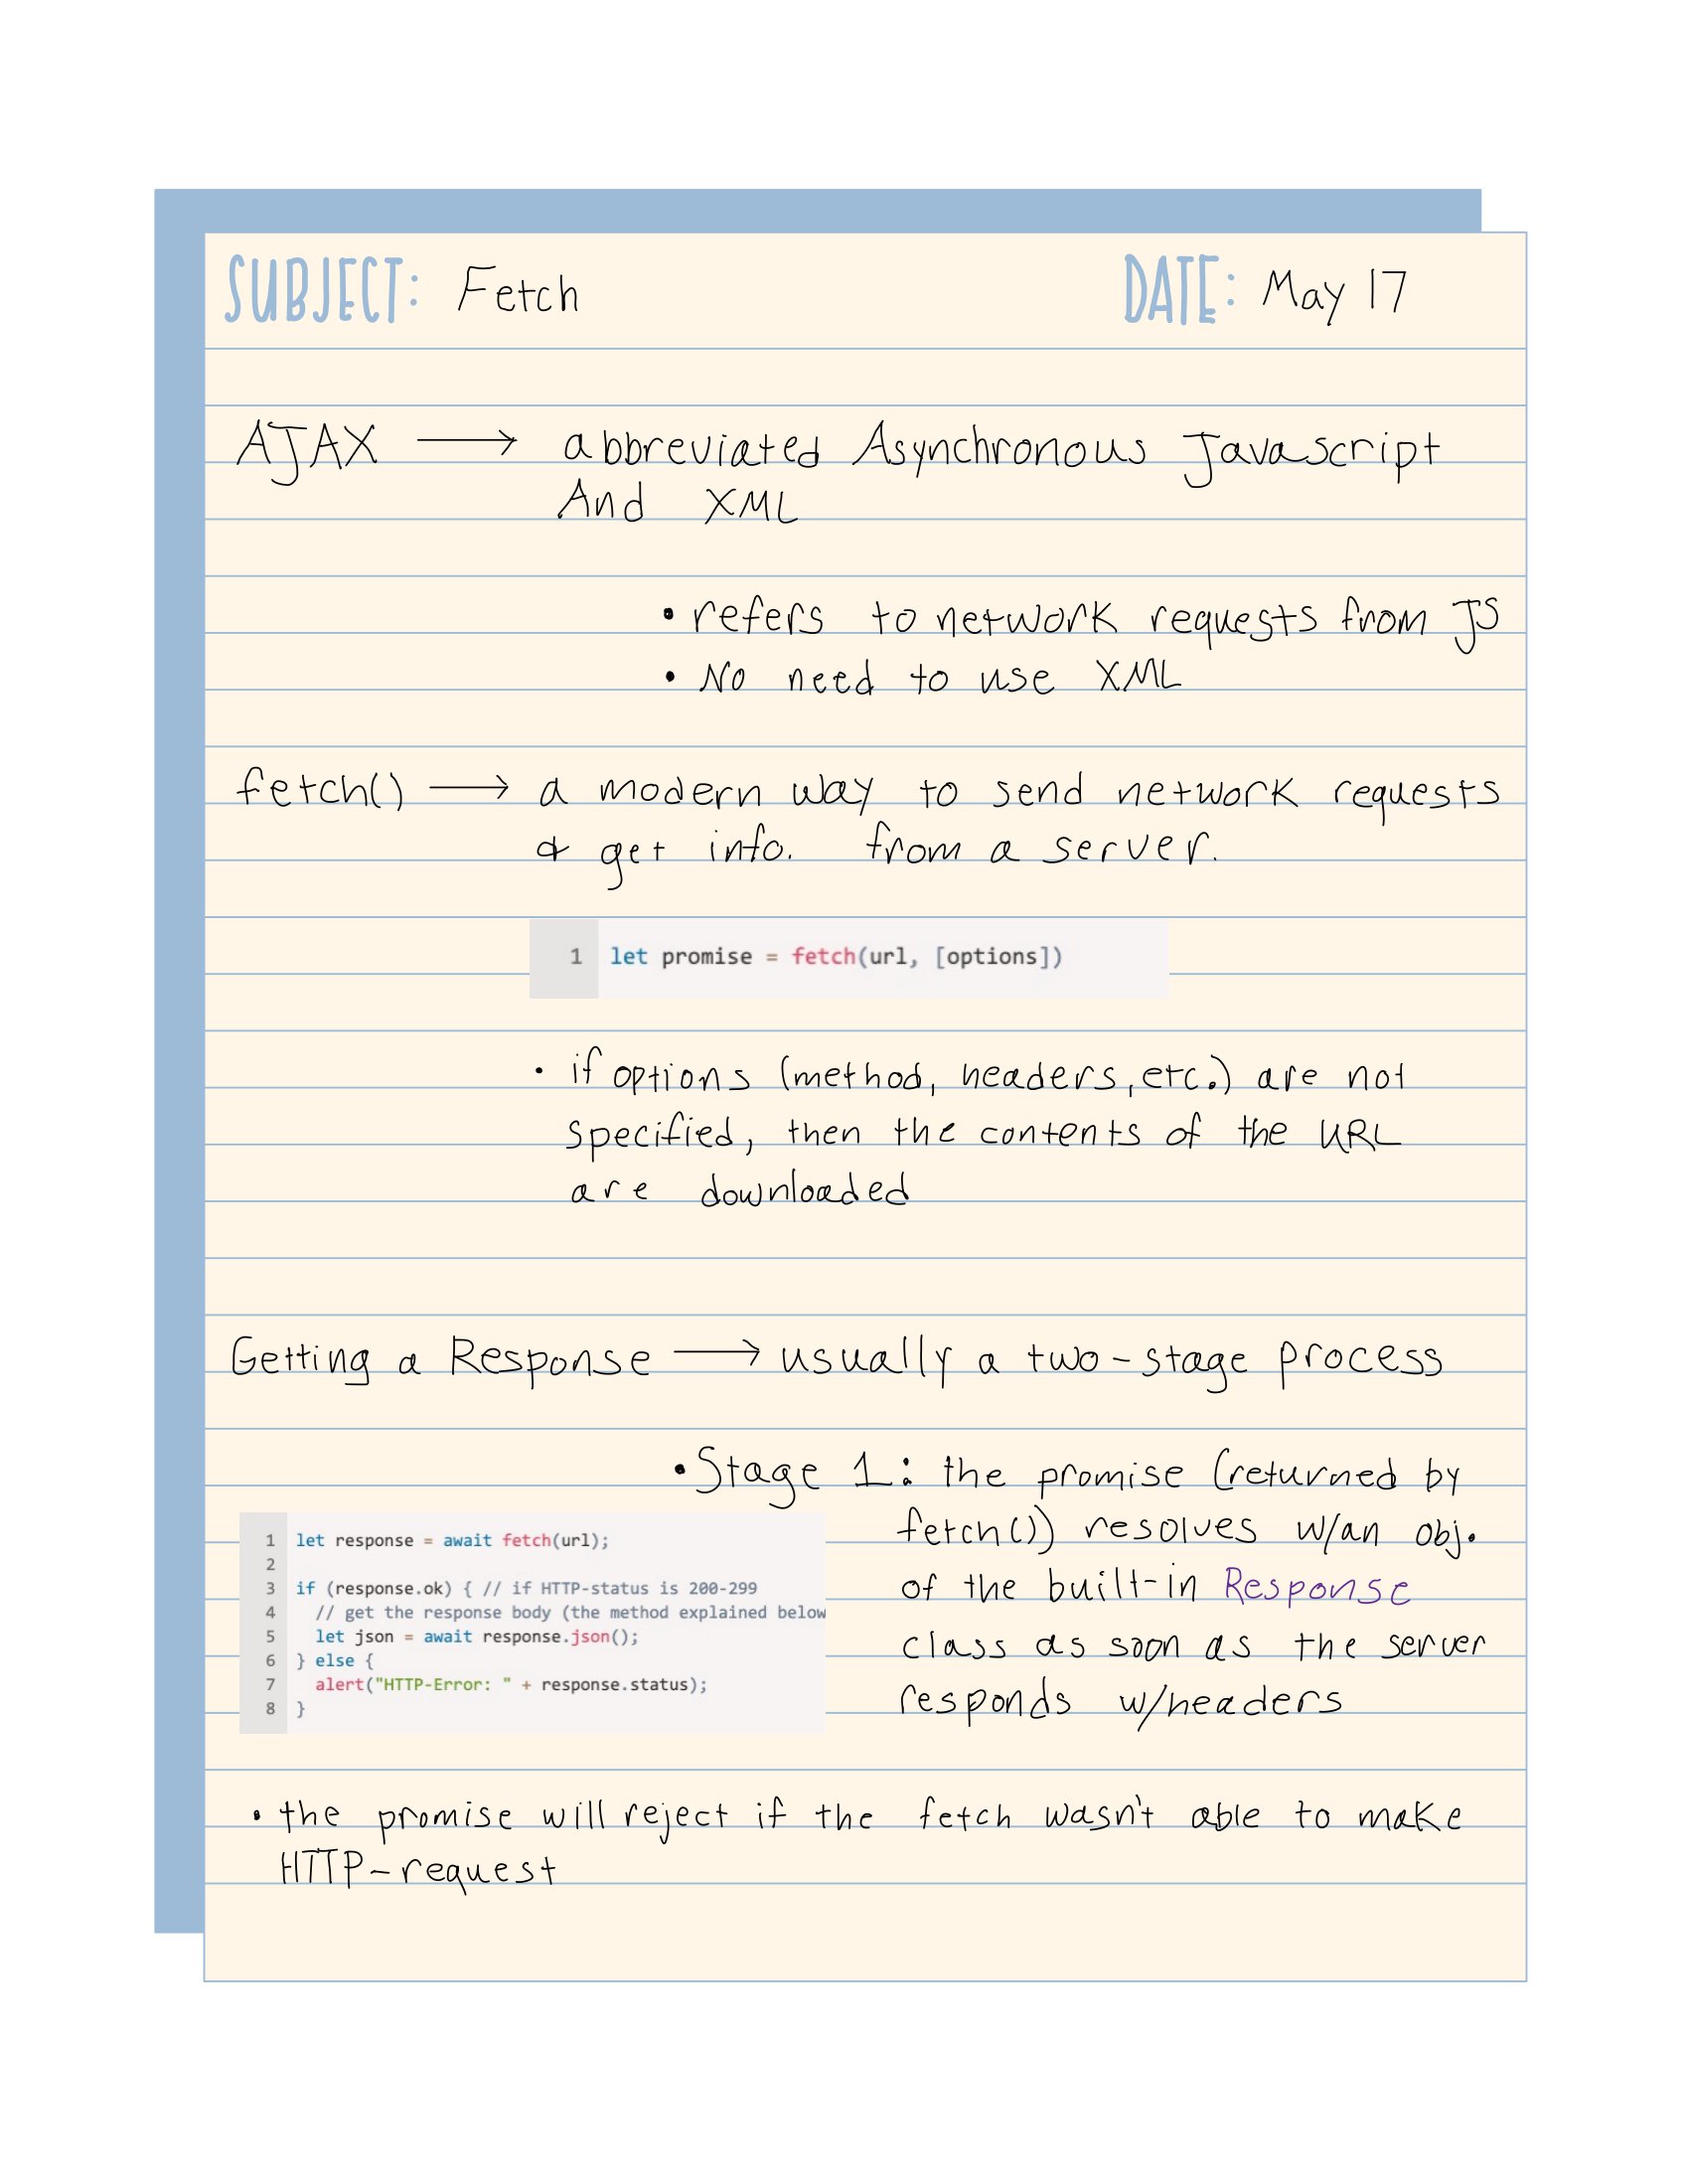 SUBJECT: Fetch DATE: May 17
AJAX → abbreviated Asynchronous Javascript
And XML
• refers to network requests from JS
• No need to use XML
fetch() → a modern way to send network requests
& get info. from a server.
1 let promise = fetch(url, [options])
• if options (method, headers, etc.) are not
specified, then the contents of the URL
are downloaded
Getting a Response → usually a two-stage process
• Stage 1: the promise (returned by
fetch()) resolves w/an obj.
of the built-in Response
class as soon as the server
responds w/headers
1 let response = await fetch(url);
2
3 if (response.ok) { // if HTTP-status is 200-299
4 // get the response body (the method explained below
5 let json = await response.json();
6 } else {
7 alert("HTTP-Error: " + response.status);
8 }
• the promise will reject if the fetch wasn't able to make
HTTP-request